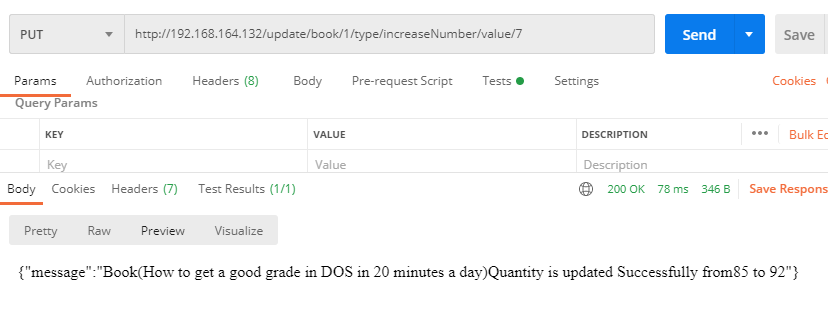 PUT http://192.168.164.132/update/book/1/type/increaseNumber/value/7 Send Save
Params Authorization Headers (8) Body Pre-request Script Tests Settings Cookies
Query Params
KEY VALUE DESCRIPTION ••• Bulk Ed
Key Value Description
Body Cookies Headers (7) Test Results (1/1) 200 OK 78 ms 346 B Save Respons
Pretty Raw Preview Visualize
{"message":"Book(How to get a good grade in DOS in 20 minutes a day)Quantity is updated Successfully from85 to 92"}